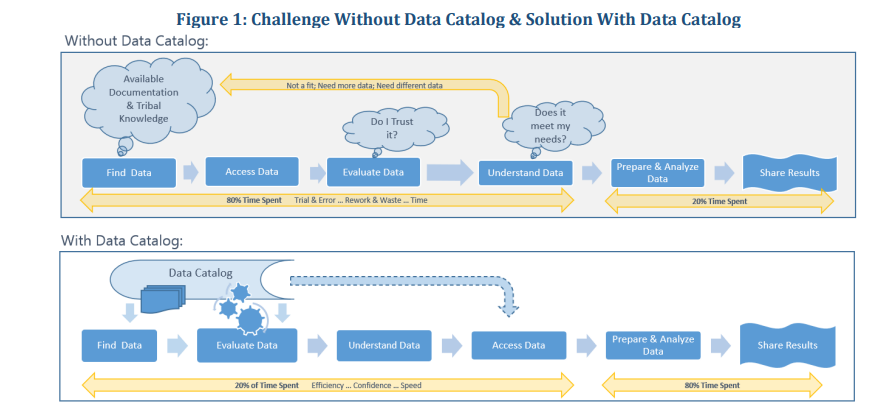 Figure 1: Challenge Without Data Catalog & Solution With Data Catalog
Without Data Catalog:
Available
Documentation
& Tribal
Knowledge
Not a fit; Need more data; Need different data
Do I Trust
it?
Does it
meet my
needs?
Find Data
Access Data
Evaluate Data
Understand Data
Prepare & Analyze
Data
Share Results
80% Time Spent Trial & Error ... Rework & Waste ... Time
20% Time Spent
With Data Catalog:
Data Catalog
Find Data
Evaluate Data
Understand Data
Access Data
Prepare & Analyze
Data
Share Results
20% of Time Spent Efficiency ... Confidence ... Speed
80% Time Spent